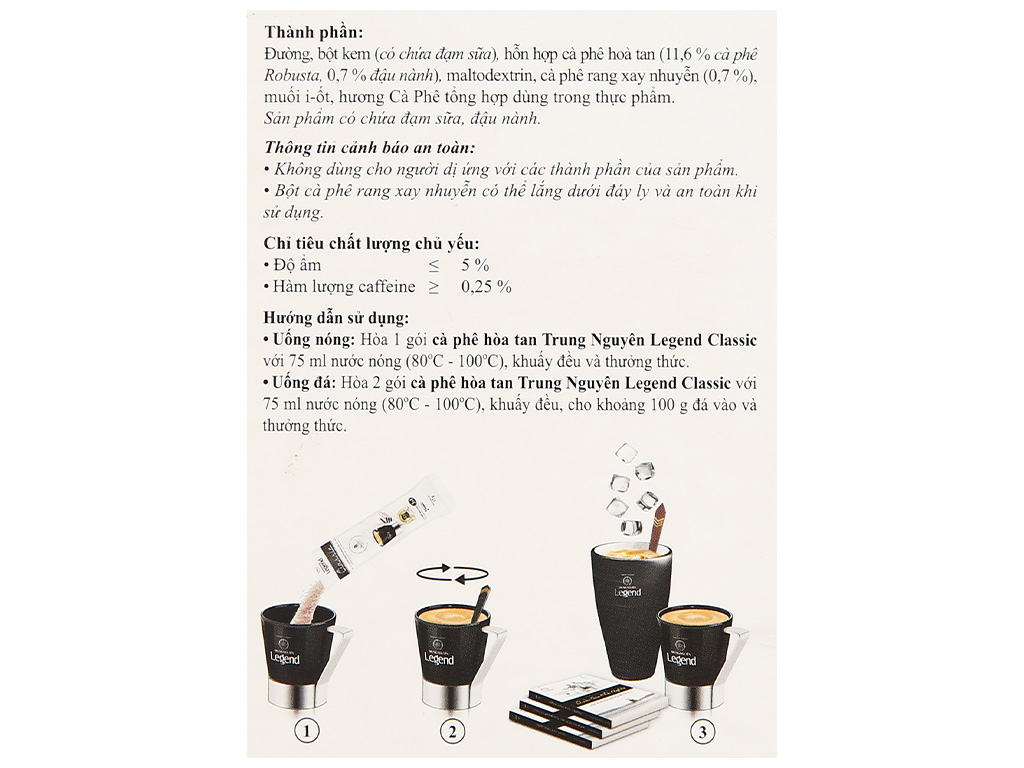 Thành phần:
Đường, bột kem (có chứa đạm sữa), hỗn hợp cà phê hoà tan (11,6 % cà phê
Robusta, 0,7 % đậu nành), maltodextrin, cà phê rang xay nhuyễn (0,7 %),
muối i-ốt, hương Cà Phê tổng hợp dùng trong thực phẩm.
Sản phẩm có chứa đạm sữa, đậu nành.
Thông tin cảnh báo an toàn:
• Không dùng cho người dị ứng với các thành phần của sản phẩm.
• Bột cà phê rang xay nhuyễn có thể lắng dưới đáy ly và an toàn khi
sử dụng.
Chỉ tiêu chất lượng chủ yếu:
• Độ ẩm ≤ 5 %
• Hàm lượng caffeine ≥ 0,25 %
Hướng dẫn sử dụng:
• Uống nóng: Hòa 1 gói cà phê hòa tan Trung Nguyên Legend Classic
với 75 ml nước nóng (80ºC - 100ºC), khuấy đều và thưởng thức.
• Uống đá: Hòa 2 gói cà phê hòa tan Trung Nguyên Legend Classic với
75 ml nước nóng (80ºC - 100ºC), khuấy đều, cho khoảng 100 g đá vào và
thưởng thức.
Legend
Legend
Legend
Legend
1
2
3